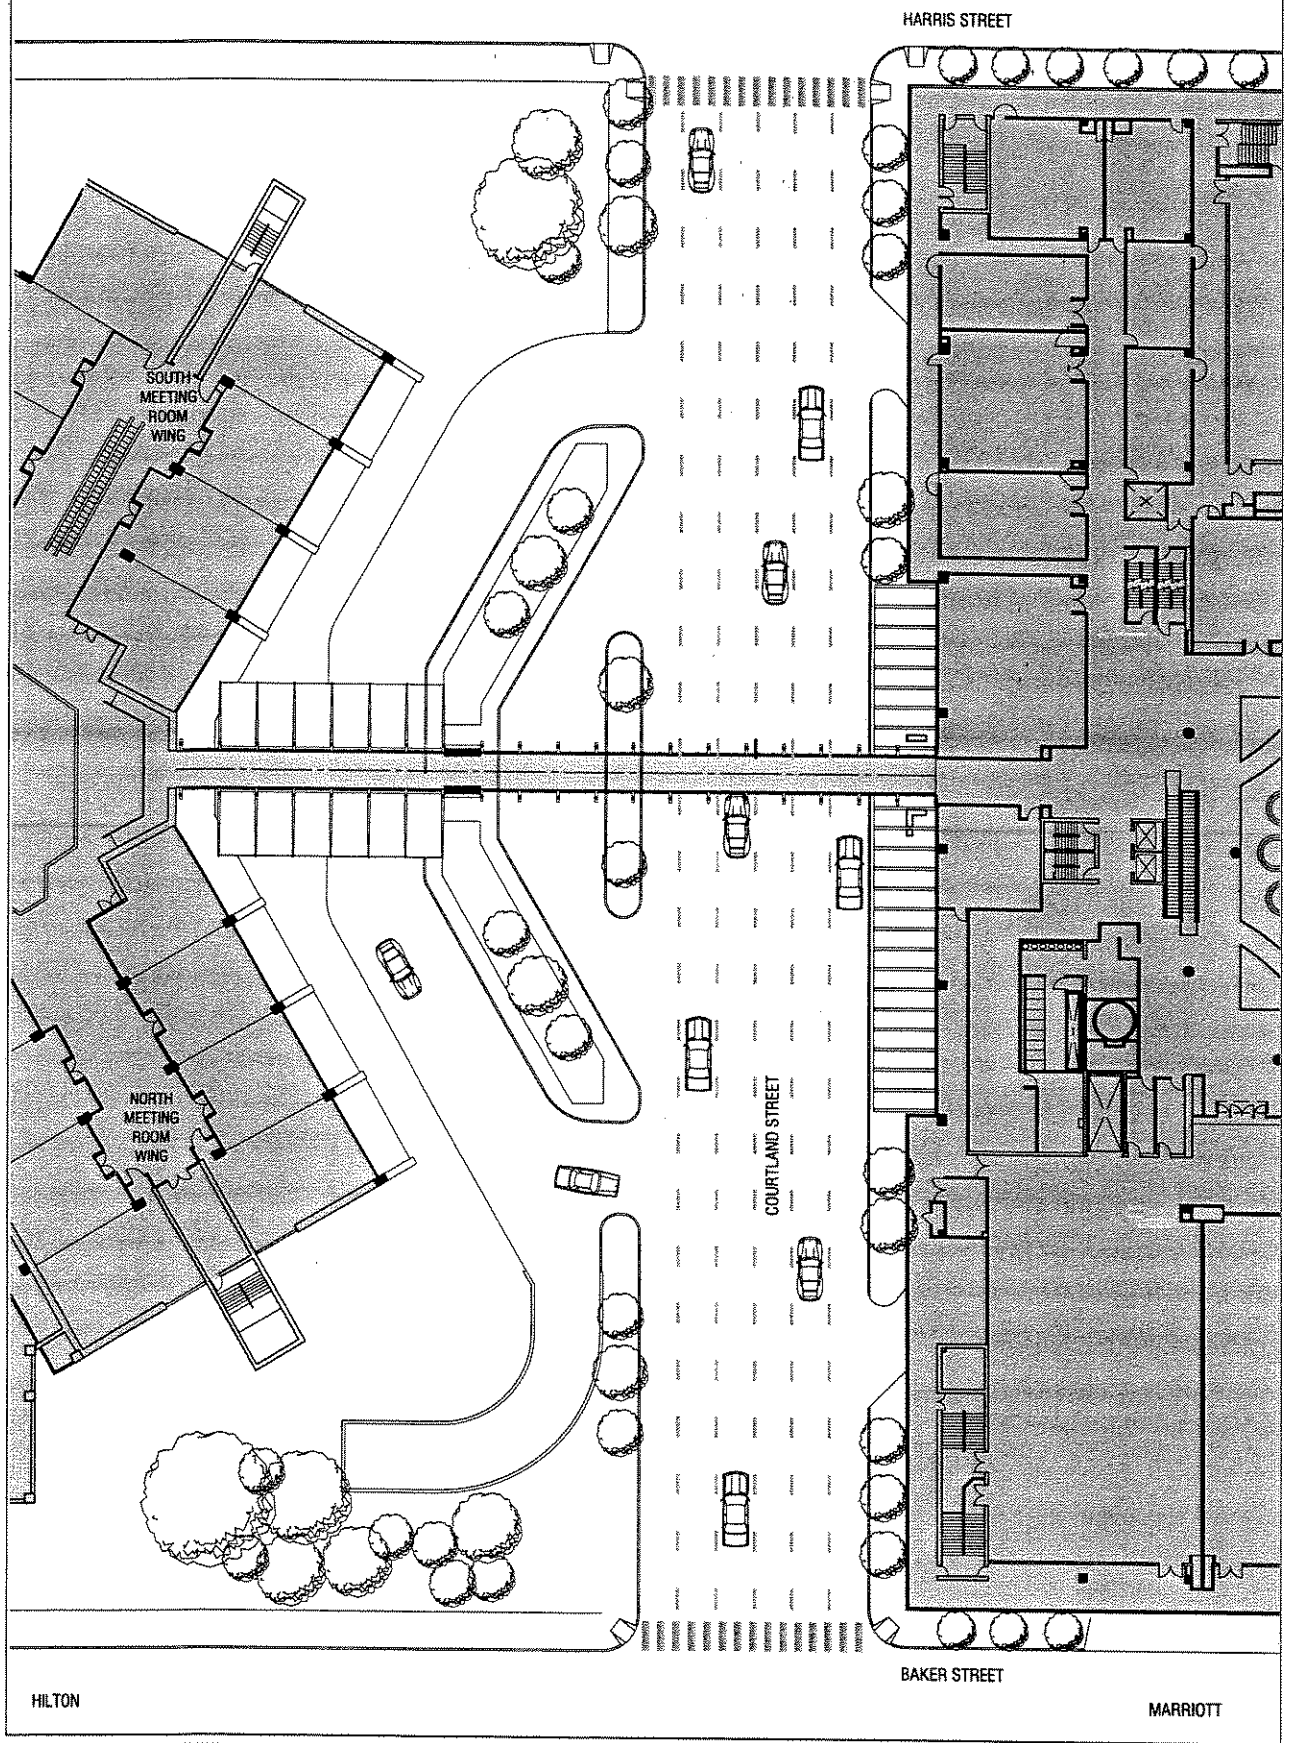 HARRIS STREET
SOUTH
MEETING
ROOM
WING
NORTH
MEETING
ROOM
WING
COURTLAND STREET
BAKER STREET
HILTON
MARRIOTT